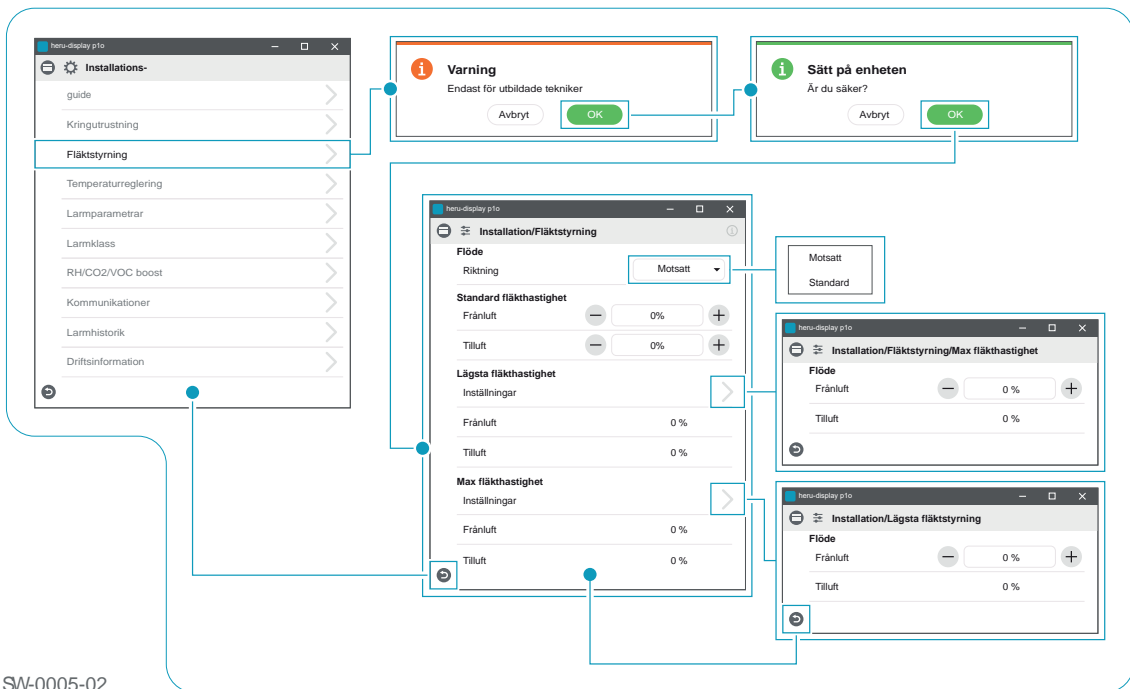 heru-display p1o
Installations-
guide
Kringutrustning
Fläktstyrning
Temperaturreglering
Larmparametrar
Larmklass
RH/CO2/VOC boost
Kommunikationer
Larmhistorik
Driftsinformation
Varning
Endast för utbildade tekniker
Avbryt OK
Sätt på enheten
Är du säker?
Avbryt OK
heru-display p1o
Installation/Fläktstyrning
Flöde
Riktning Motsatt
Standard fläkthastighet
Frånluft 0%
Tilluft 0%
Lägsta fläkthastighet
Inställningar
Frånluft 0 %
Tilluft 0 %
Max fläkthastighet
Inställningar
Frånluft 0 %
Tilluft 0 %
Motsatt
Standard
heru-display p1o
Installation/Fläktstyrning/Max fläkthastighet
Flöde
Frånluft 0 %
Tilluft 0 %
heru-display p1o
Installation/Lägsta fläktstyrning
Flöde
Frånluft 0 %
Tilluft 0 %
SW-0005-02